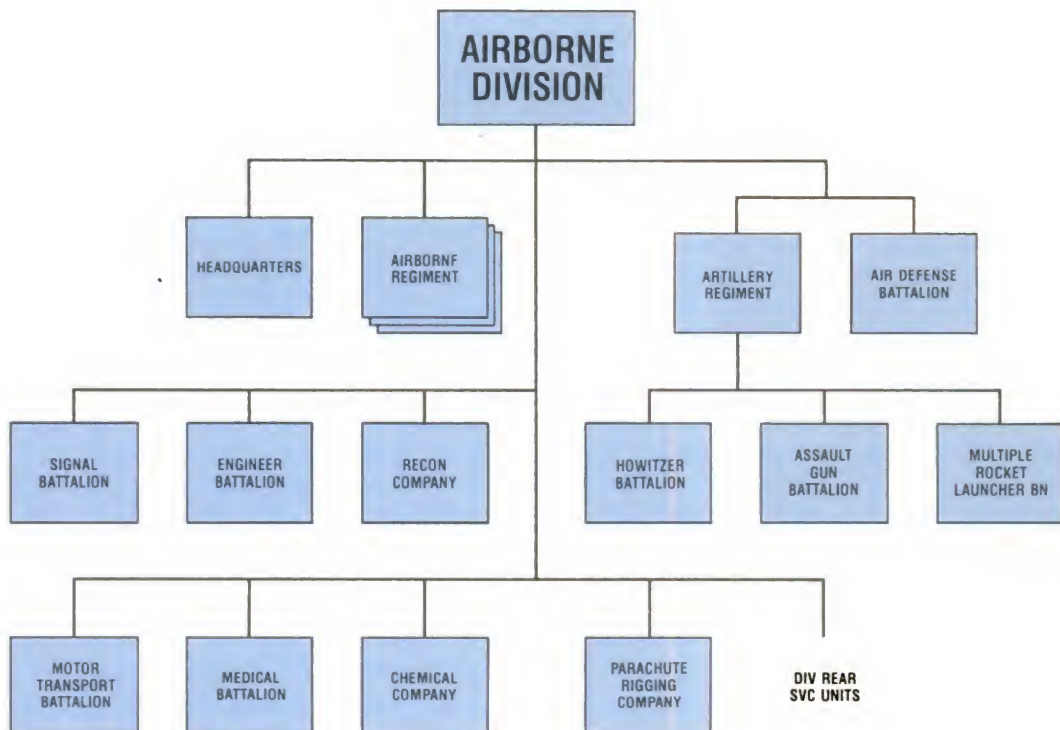 AIRBORNE
DIVISION
HEADQUARTERS
AIRBORNF
REGIMENT
ARTILLERY
REGIMENT
AIR DEFENSE
BATTALION
SIGNAL
BATTALION
ENGINEER
BATTALION
RECON
COMPANY
HOWITZER
BATTALION
ASSAULT
GUN
BATTALION
MULTIPLE
ROCKET
LAUNCHER BN
MOTOR
TRANSPORT
BATTALION
MEDICAL
BATTALION
CHEMICAL
COMPANY
PARACHUTE
RIGGING
COMPANY
DIV REAR
SVC UNITS